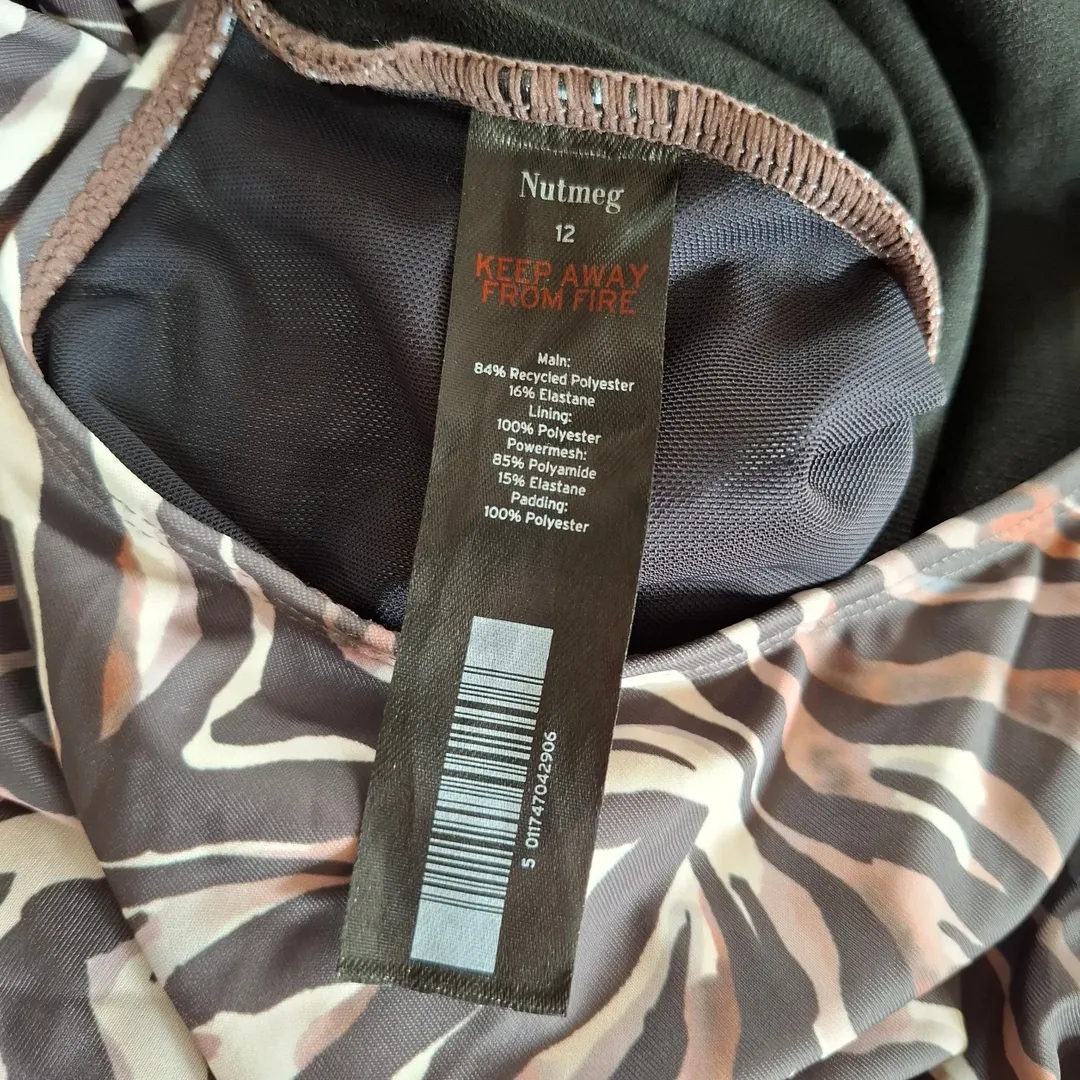 Nutmeg
12
KEEP AWAY
FROM FIRE
Main:
84% Recycled Polyester
16% Elastane
Lining:
100% Polyester
Powermesh:
85% Polyamide
15% Elastane
Padding:
100% Polyester
5 011747042906